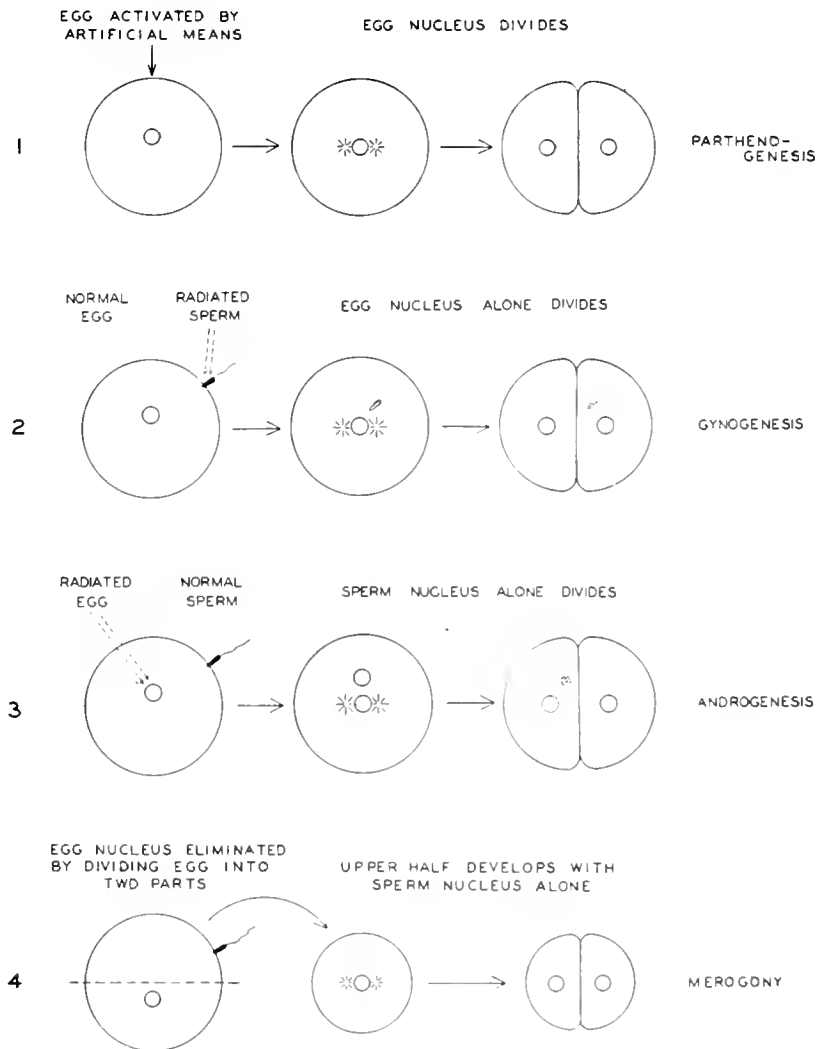 EGG ACTIVATED BY
ARTIFICIAL MEANS
EGG NUCLEUS DIVIDES
1
PARTHENO-
GENESIS
NORMAL
EGG
RADIATED
SPERM
EGG NUCLEUS ALONE DIVIDES
2
GYNOGENESIS
RADIATED
EGG
NORMAL
SPERM
SPERM NUCLEUS ALONE DIVIDES
3
ANDROGENESIS
EGG NUCLEUS ELIMINATED
BY DIVIDING EGG INTO
TWO PARTS
UPPER HALF DEVELOPS WITH
SPERM NUCLEUS ALONE
4
MEROGONY